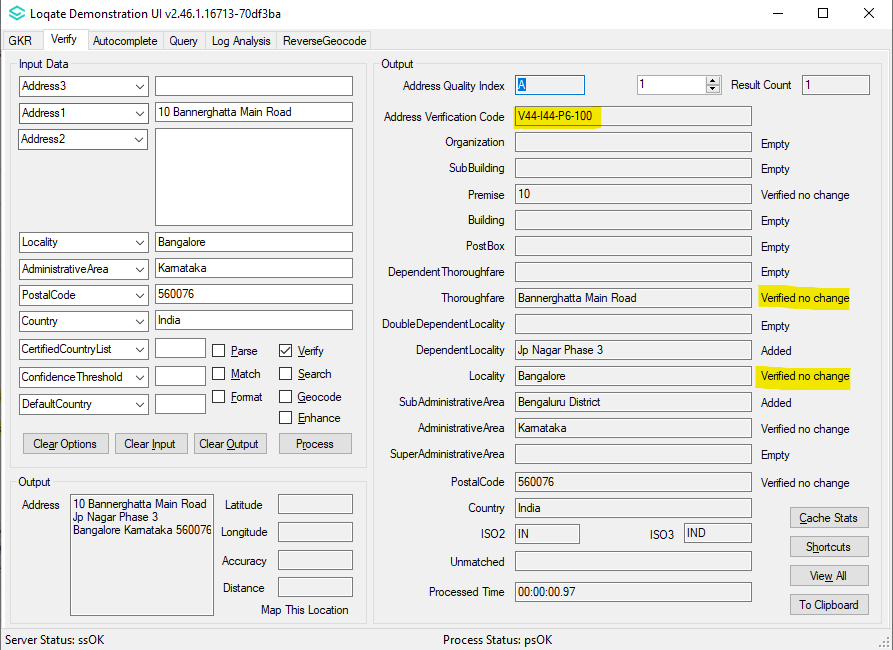 Loqate Demonstration UI v2.46.1.16713-70df3ba
GKR Verify Autocomplete Query Log Analysis ReverseGeocode
Input Data
Address3
Address1 10 Bannerghatta Main Road
Address2
Locality Bangalore
AdministrativeArea Karnataka
PostalCode 560076
Country India
CertifiedCountryList Parse Verify
ConfidenceThreshold Match Search
DefaultCountry Format Geocode
Enhance
Clear Options Clear Input Clear Output Process
Output
Address 10 Bannerghatta Main Road
Jp Nagar Phase 3
Bangalore Karnataka 560076
Latitude
Longitude
Accuracy
Distance
Map This Location
Output
Address Quality Index A 1 Result Count 1
Address Verification Code V44-I44-P6-100
Organization Empty
SubBuilding Empty
Premise 10 Verified no change
Building Empty
PostBox Empty
DependentThoroughfare Empty
Thoroughfare Bannerghatta Main Road Verified no change
DoubleDependentLocality Empty
DependentLocality Jp Nagar Phase 3 Added
Locality Bangalore Verified no change
SubAdministrativeArea Bengaluru District Added
AdministrativeArea Karnataka Verified no change
SuperAdministrativeArea Empty
PostalCode 560076 Verified no change
Country India
ISO2 IN ISO3 IND
Unmatched
Processed Time 00:00:00.97
Cache Stats
Shortcuts
View All
To Clipboard
Server Status: ssOK Process Status: psOK